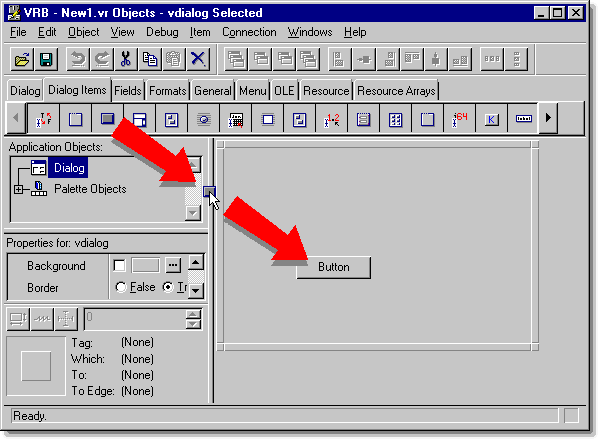 VRB - New1.vr Objects - vdialog Selected
File Edit Object View Debug Item Connection Windows Help
Dialog Dialog Items Fields Formats General Menu OLE Resource Resource Arrays
Application Objects:
Dialog
Palette Objects
Properties for: vdialog
Background
Border False Tr
0
Tag: (None)
Which: (None)
To: (None)
To Edge: (None)
Button
Ready.